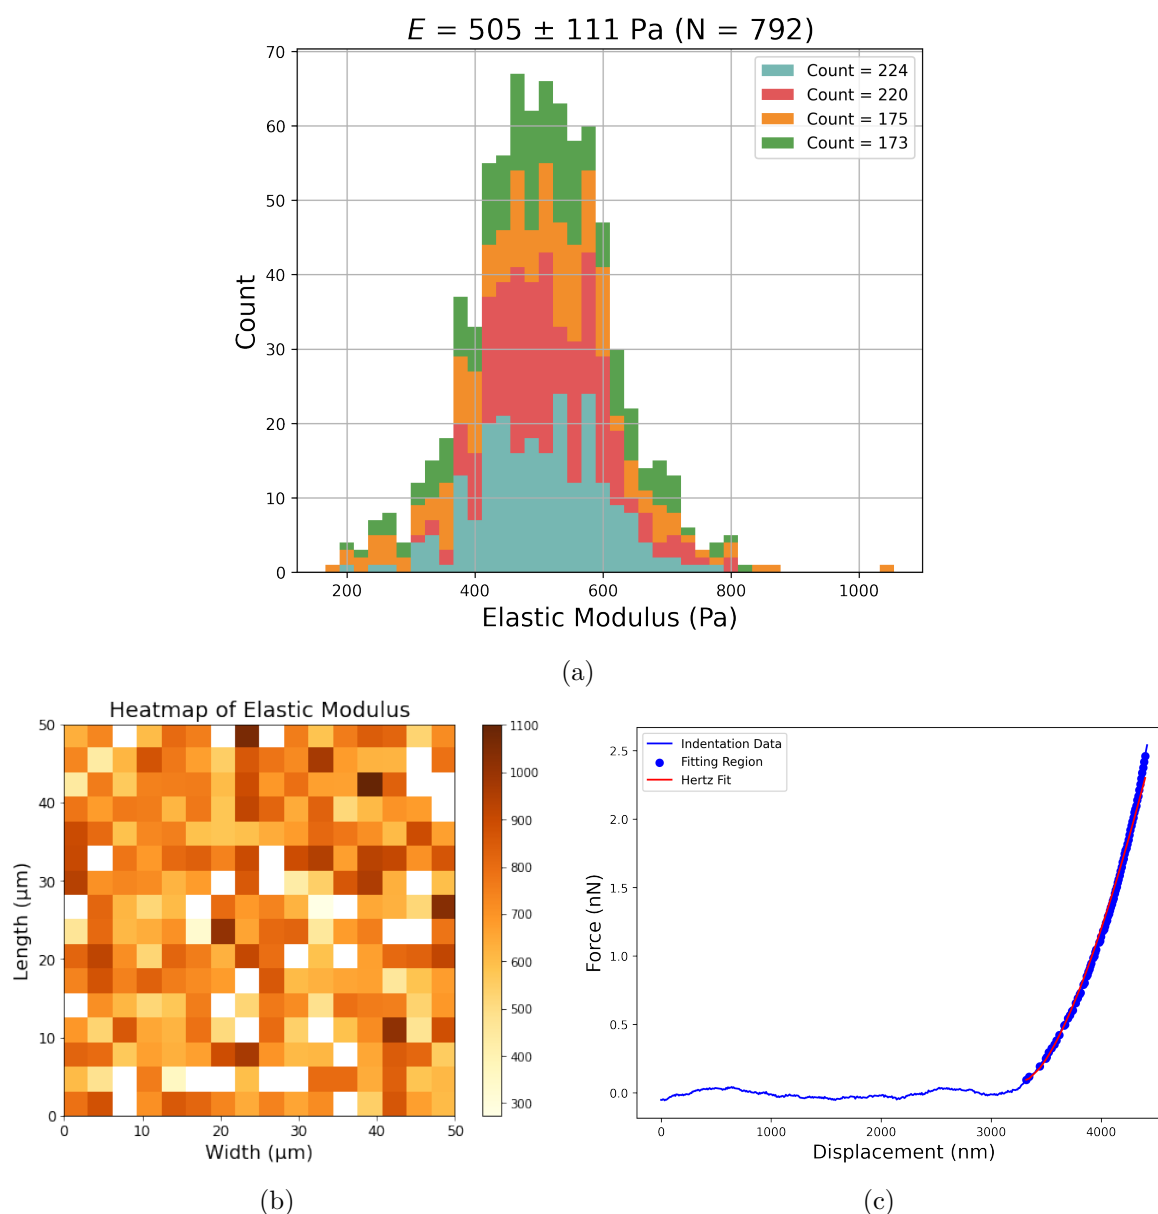 E = 505 ± 111 Pa (N = 792)
70
60
50
40
30
20
10
0
Count
Count = 224
Count = 220
Count = 175
Count = 173
200 400 600 800 1000
Elastic Modulus (Pa)
(a)
Heatmap of Elastic Modulus
50
40
30
20
10
0
Length (μm)
0 10 20 30 40 50
Width (μm)
1100
1000
900
800
700
600
500
400
300
(b)
Indentation Data
Fitting Region
Hertz Fit
2.5
2.0
1.5
1.0
0.5
0.0
Force (nN)
0 1000 2000 3000 4000
Displacement (nm)
(c)